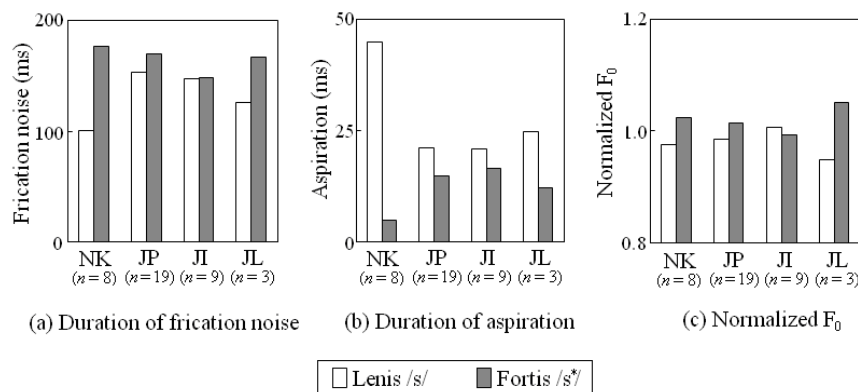 200
100
0
Frication noise (ms)
NK JP JI JL
(n = 8) (n = 19) (n = 9) (n = 3)
(a) Duration of frication noise
50
25
0
Aspiration (ms)
NK JP JI JL
(n = 8) (n = 19) (n = 9) (n = 3)
(b) Duration of aspiration
1.2
1.0
0.8
Normalized F0
NK JP JI JL
(n = 8) (n = 19) (n = 9) (n = 3)
(c) Normalized F0
Lenis /s/ Fortis /s*/